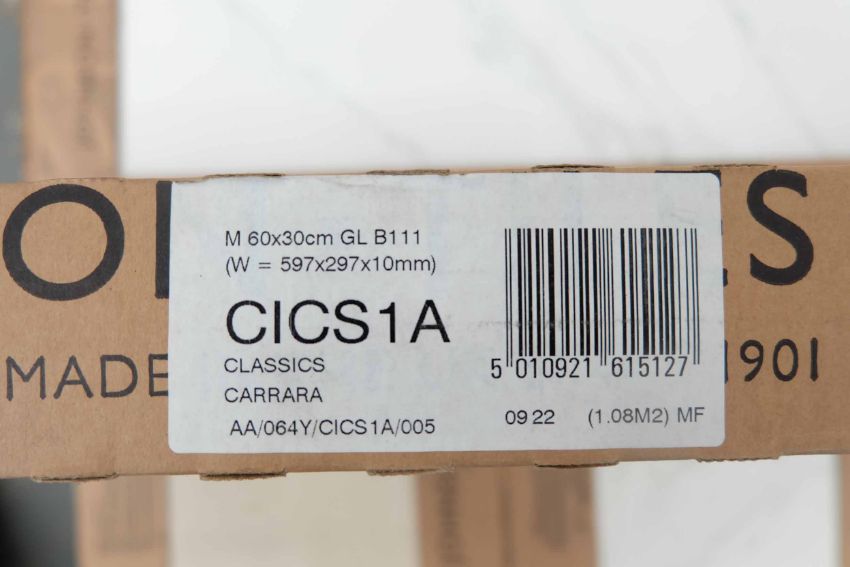 M 60x30cm GL B111
(W = 597x297x10mm)
CICS1A
CLASSICS
CARRARA
AA/064Y/CICS1A/005
5 010921 615127
09 22 (1.08M2) MF
MADE
1901